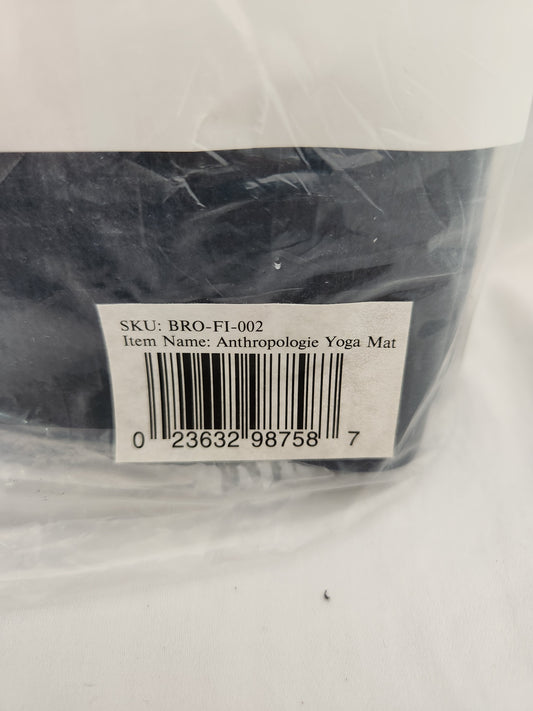 SKU: BRO-FI-002
Item Name: Anthropologie Yoga Mat
0 23632 98758 7